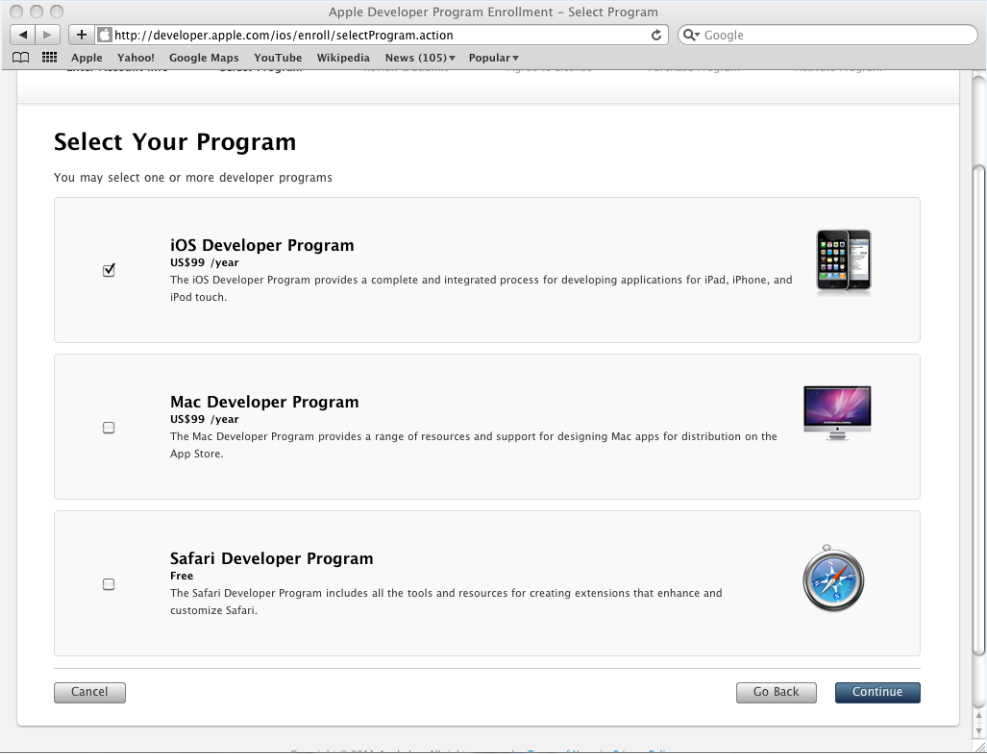 Apple Developer Program Enrollment – Select Program
http://developer.apple.com/ios/enroll/selectProgram.action
Google
Apple Yahoo! Google Maps YouTube Wikipedia News (105)▾ Popular▾
Select Your Program
You may select one or more developer programs
iOS Developer Program
US$99 /year
The iOS Developer Program provides a complete and integrated process for developing applications for iPad, iPhone, and
iPod touch.
Mac Developer Program
US$99 /year
The Mac Developer Program provides a range of resources and support for designing Mac apps for distribution on the
App Store.
Safari Developer Program
Free
The Safari Developer Program includes all the tools and resources for creating extensions that enhance and
customize Safari.
Cancel Go Back Continue